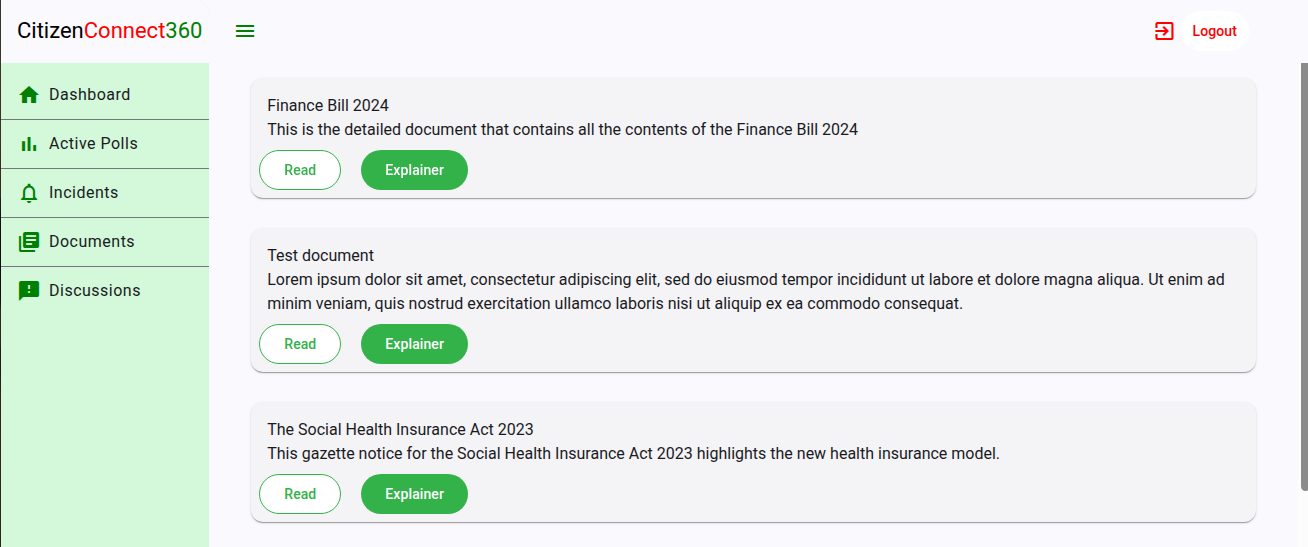 CitizenConnect360
Logout
Dashboard
Active Polls
Incidents
Documents
Discussions
Finance Bill 2024
This is the detailed document that contains all the contents of the Finance Bill 2024
Read
Explainer
Test document
Lorem ipsum dolor sit amet, consectetur adipiscing elit, sed do eiusmod tempor incididunt ut labore et dolore magna aliqua. Ut enim ad
minim veniam, quis nostrud exercitation ullamco laboris nisi ut aliquip ex ea commodo consequat.
Read
Explainer
The Social Health Insurance Act 2023
This gazette notice for the Social Health Insurance Act 2023 highlights the new health insurance model.
Read
Explainer